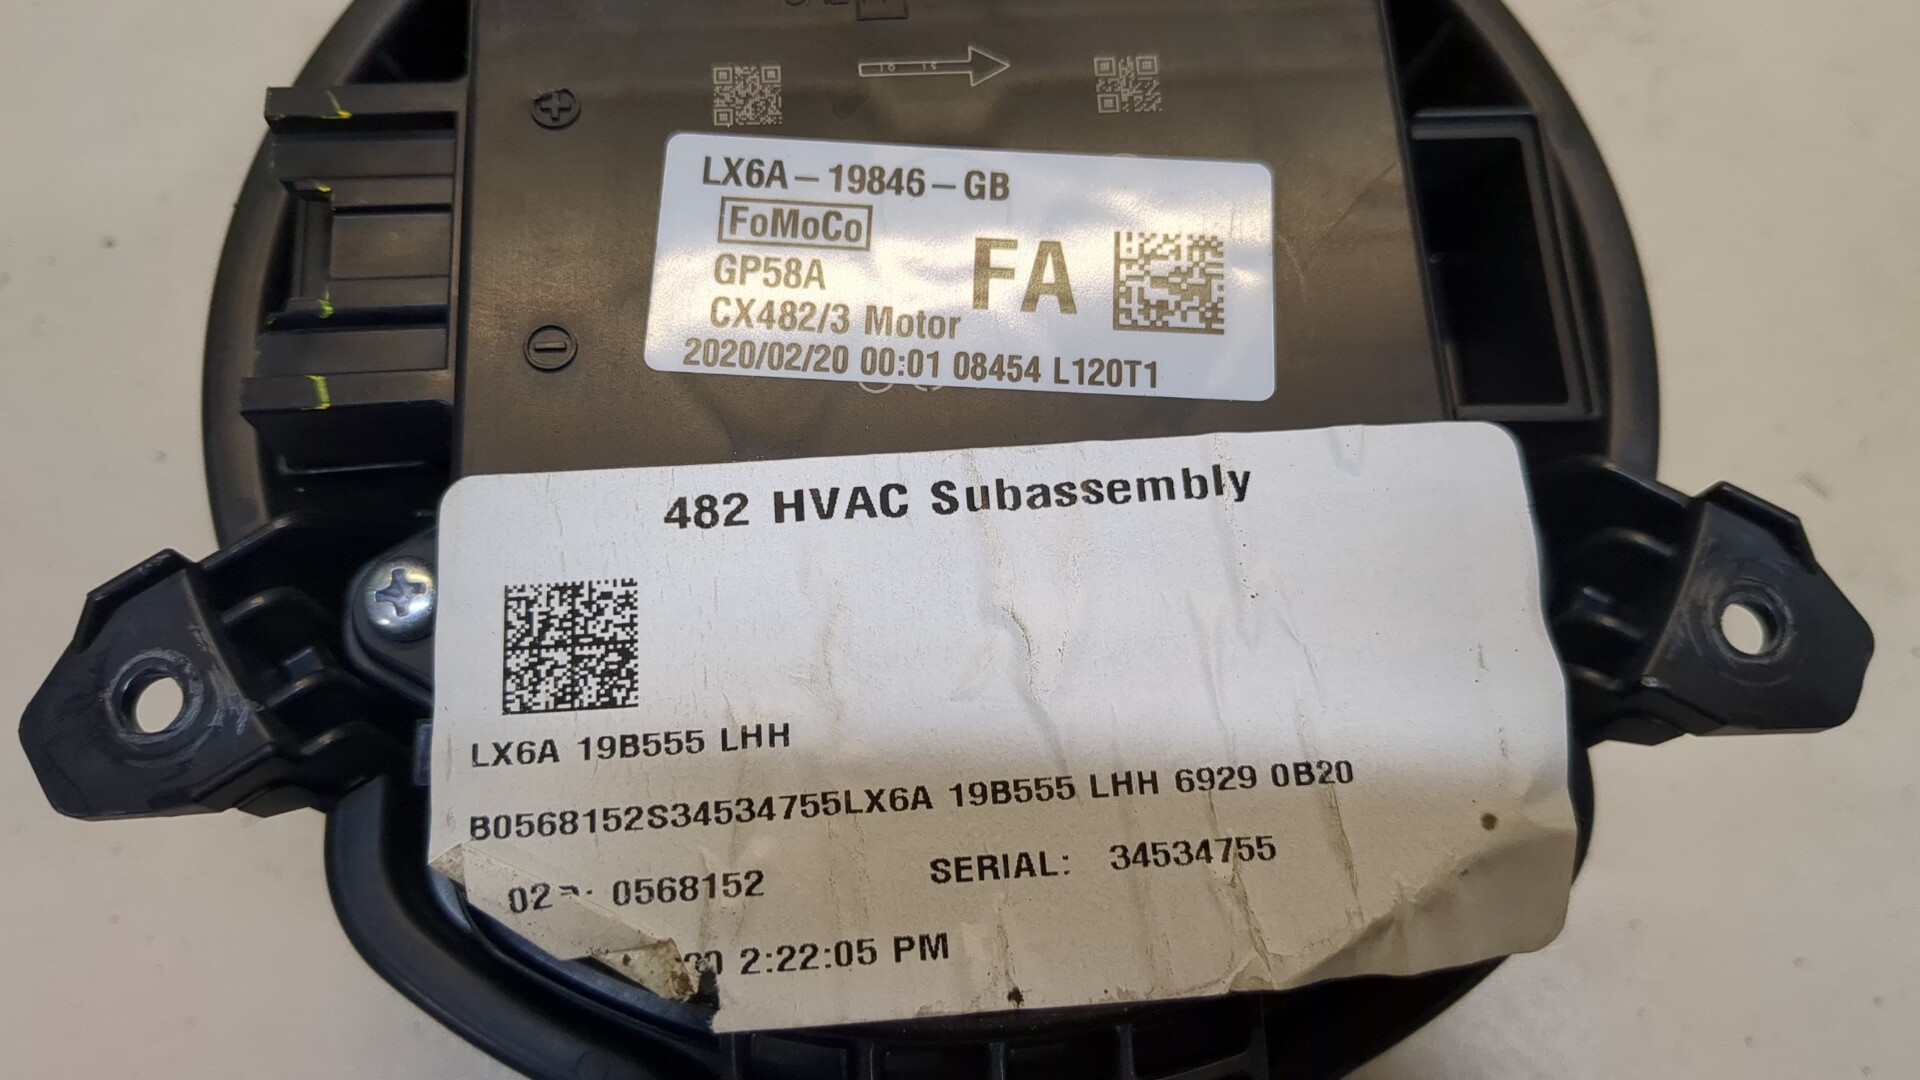 LX6A-19846-GB
FoMoCo
GP58A
FA
CX482/3 Motor
2020/02/20 00:01 08454 L120T1
482 HVAC Subassembly
LX6A 19B555 LHH
B0568152S34534755LX6A 19B555 LHH 6929 0B20
0568152 SERIAL: 34534755
2:22:05 PM